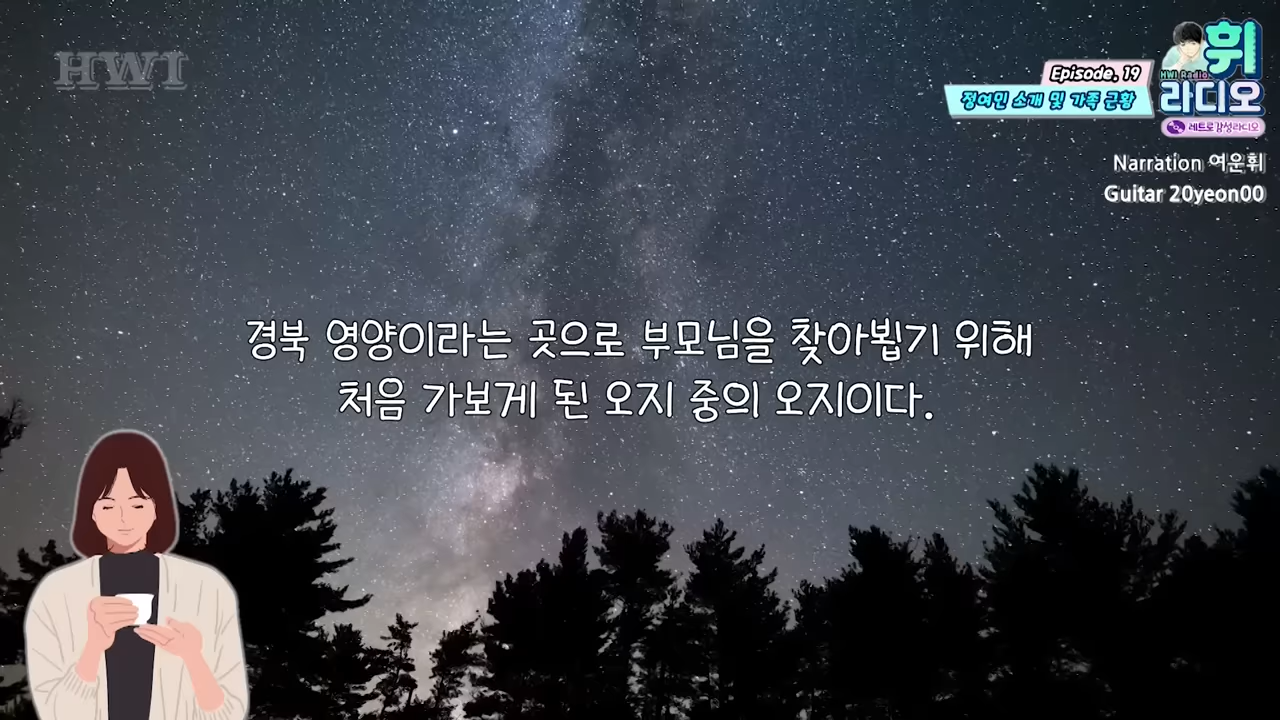 HWI
Episode. 19
정여민 소개 및 가족 근황
HWI Radio
휘
라디오
레트로감성라디오
Narration 여운휘
Guitar 20yeon00
경북 영양이라는 곳으로 부모님을 찾아뵙기 위해
처음 가보게 된 오지 중의 오지이다.